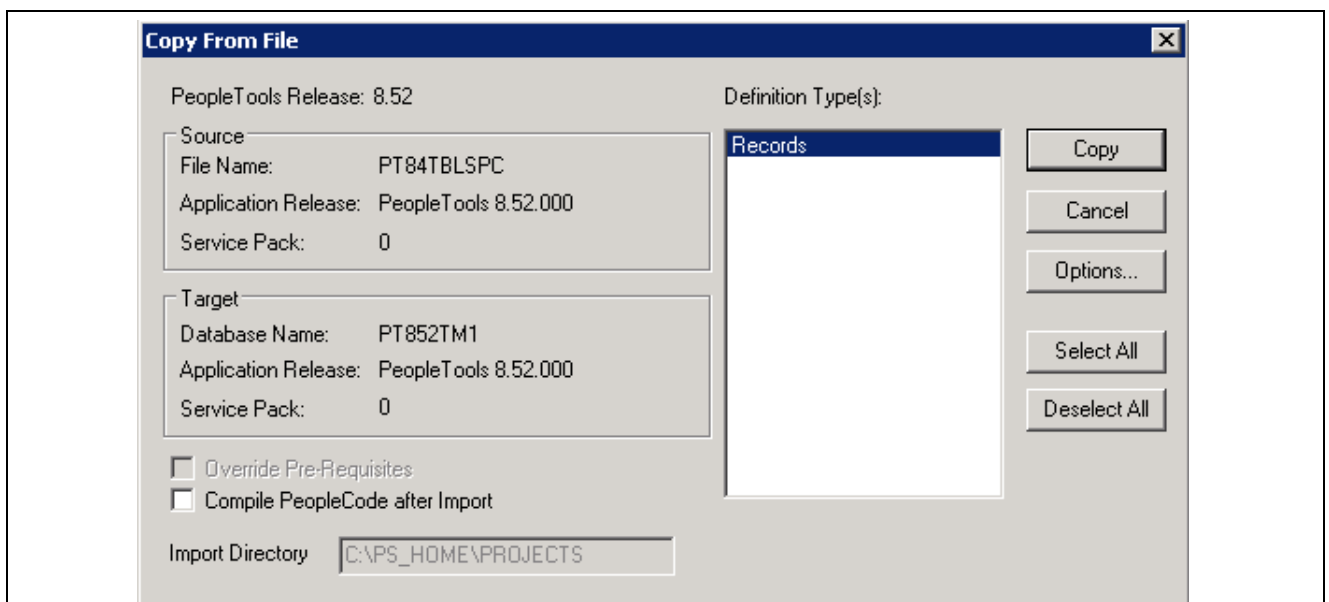 Copy From File
PeopleTools Release: 8.52
Source
File Name: PT84TBLSPC
Application Release: PeopleTools 8.52.000
Service Pack: 0
Target
Database Name: PT852TM1
Application Release: PeopleTools 8.52.000
Service Pack: 0
Override Pre-Requisites
Compile PeopleCode after Import
Import Directory C:\PS_HOME\PROJECTS
Definition Type(s):
Records
Copy
Cancel
Options...
Select All
Deselect All